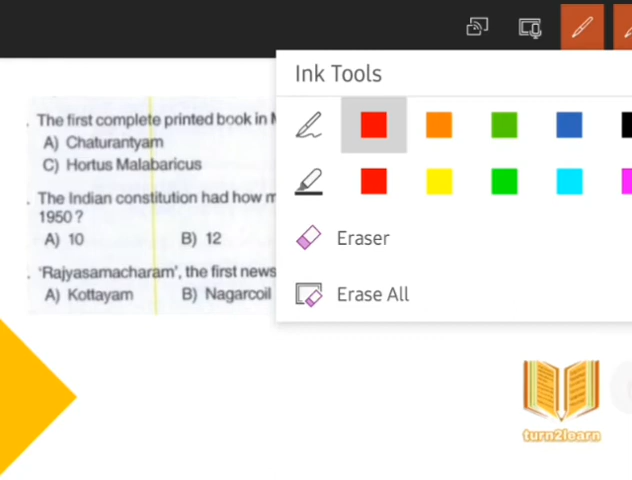 Ink Tools
The first complete printed book in
A) Chaturantyam
C) Hortus Malabaricus
The Indian constitution had how
1950 ?
A) 10 B) 12
'Rajyasamacharam', the first news
A) Kottayam B) Nagarcoil
Eraser
Erase All
turn2learn